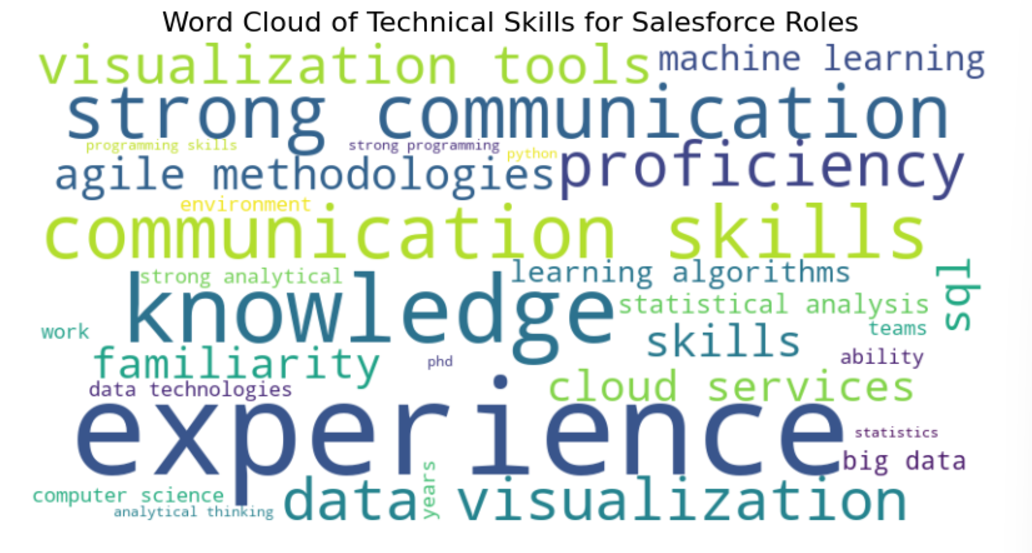 Word Cloud of Technical Skills for Salesforce Roles
visualization tools machine learning
strong communication
programming skills strong programming python
agile methodologies proficiency
environment
communication skills
strong analytical learning algorithms sql
knowledge statistical analysis
work skills teams
familiarity phd ability
data technologies cloud services
experience statistics
big data
computer science data visualization years
analytical thinking